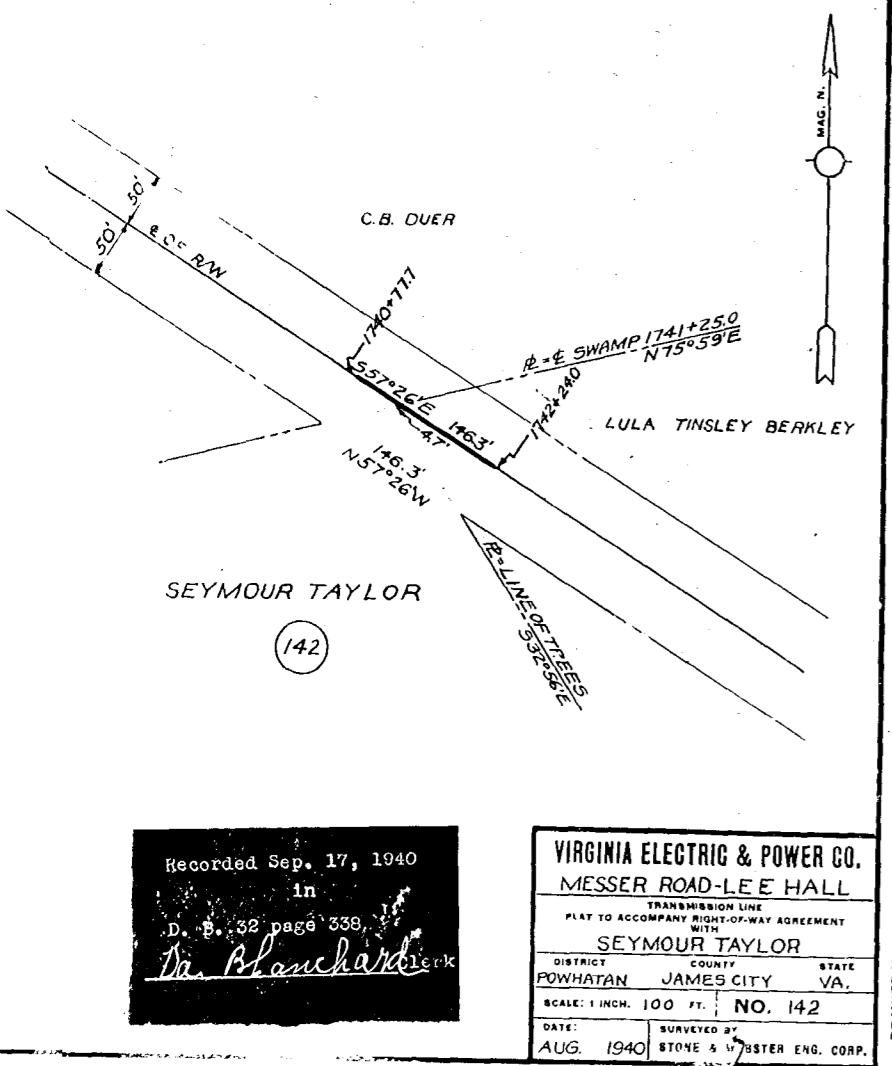 MAG. N.
50'
50'
℄ OF R/W
C.B. DUER
1740+77.7
S57°26'E
℞=℄ SWAMP 1741+25.0
N75°59'E
1742+24.0
LULA TINSLEY BERKLEY
146.3'
4.7'
146.3'
N57°26'W
℞=LINE OF TREES
S32°56'E
SEYMOUR TAYLOR
142
Recorded Sep. 17, 1940
in
D. B. 32 page 338,
Blanchard Clerk
VIRGINIA ELECTRIC & POWER CO.
MESSER ROAD-LEE HALL
TRANSMISSION LINE
PLAT TO ACCOMPANY RIGHT-OF-WAY AGREEMENT
WITH
SEYMOUR TAYLOR
DISTRICT COUNTY STATE
POWHATAN JAMES CITY VA.
SCALE: 1 INCH. 100 FT. NO. 142
DATE: SURVEYED BY
AUG. 1940 STONE & WEBSTER ENG. CORP.